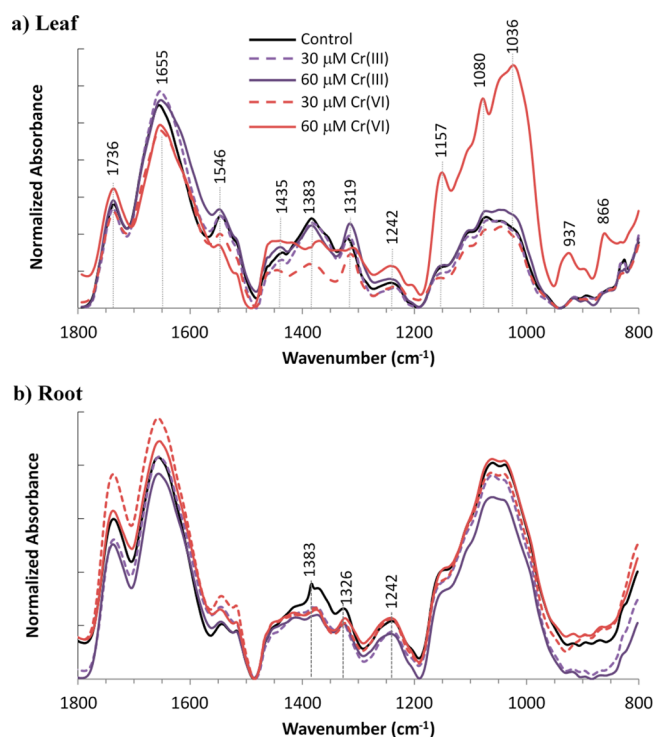 a) Leaf
Normalized Absorbance
1736
1655
1546
1435
1383
1319
1242
1157
1080
1036
937
866
Control
30 µM Cr(III)
60 µM Cr(III)
30 µM Cr(VI)
60 µM Cr(VI)
1800 1600 1400 1200 1000 800
Wavenumber (cm⁻¹)
b) Root
Normalized Absorbance
1383
1326
1242
1800 1600 1400 1200 1000 800
Wavenumber (cm⁻¹)